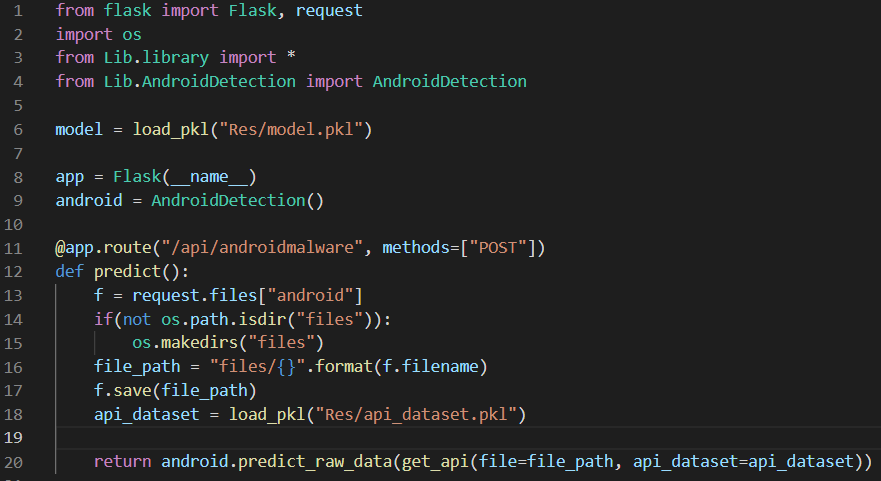 1 from flask import Flask, request
2 import os
3 from Lib.library import *
4 from Lib.AndroidDetection import AndroidDetection
5
6 model = load_pkl("Res/model.pkl")
7
8 app = Flask(__name__)
9 android = AndroidDetection()
10
11 @app.route("/api/androidmalware", methods=["POST"])
12 def predict():
13     f = request.files["android"]
14     if(not os.path.isdir("files")):
15         os.makedirs("files")
16     file_path = "files/{}".format(f.filename)
17     f.save(file_path)
18     api_dataset = load_pkl("Res/api_dataset.pkl")
19
20     return android.predict_raw_data(get_api(file=file_path, api_dataset=api_dataset))